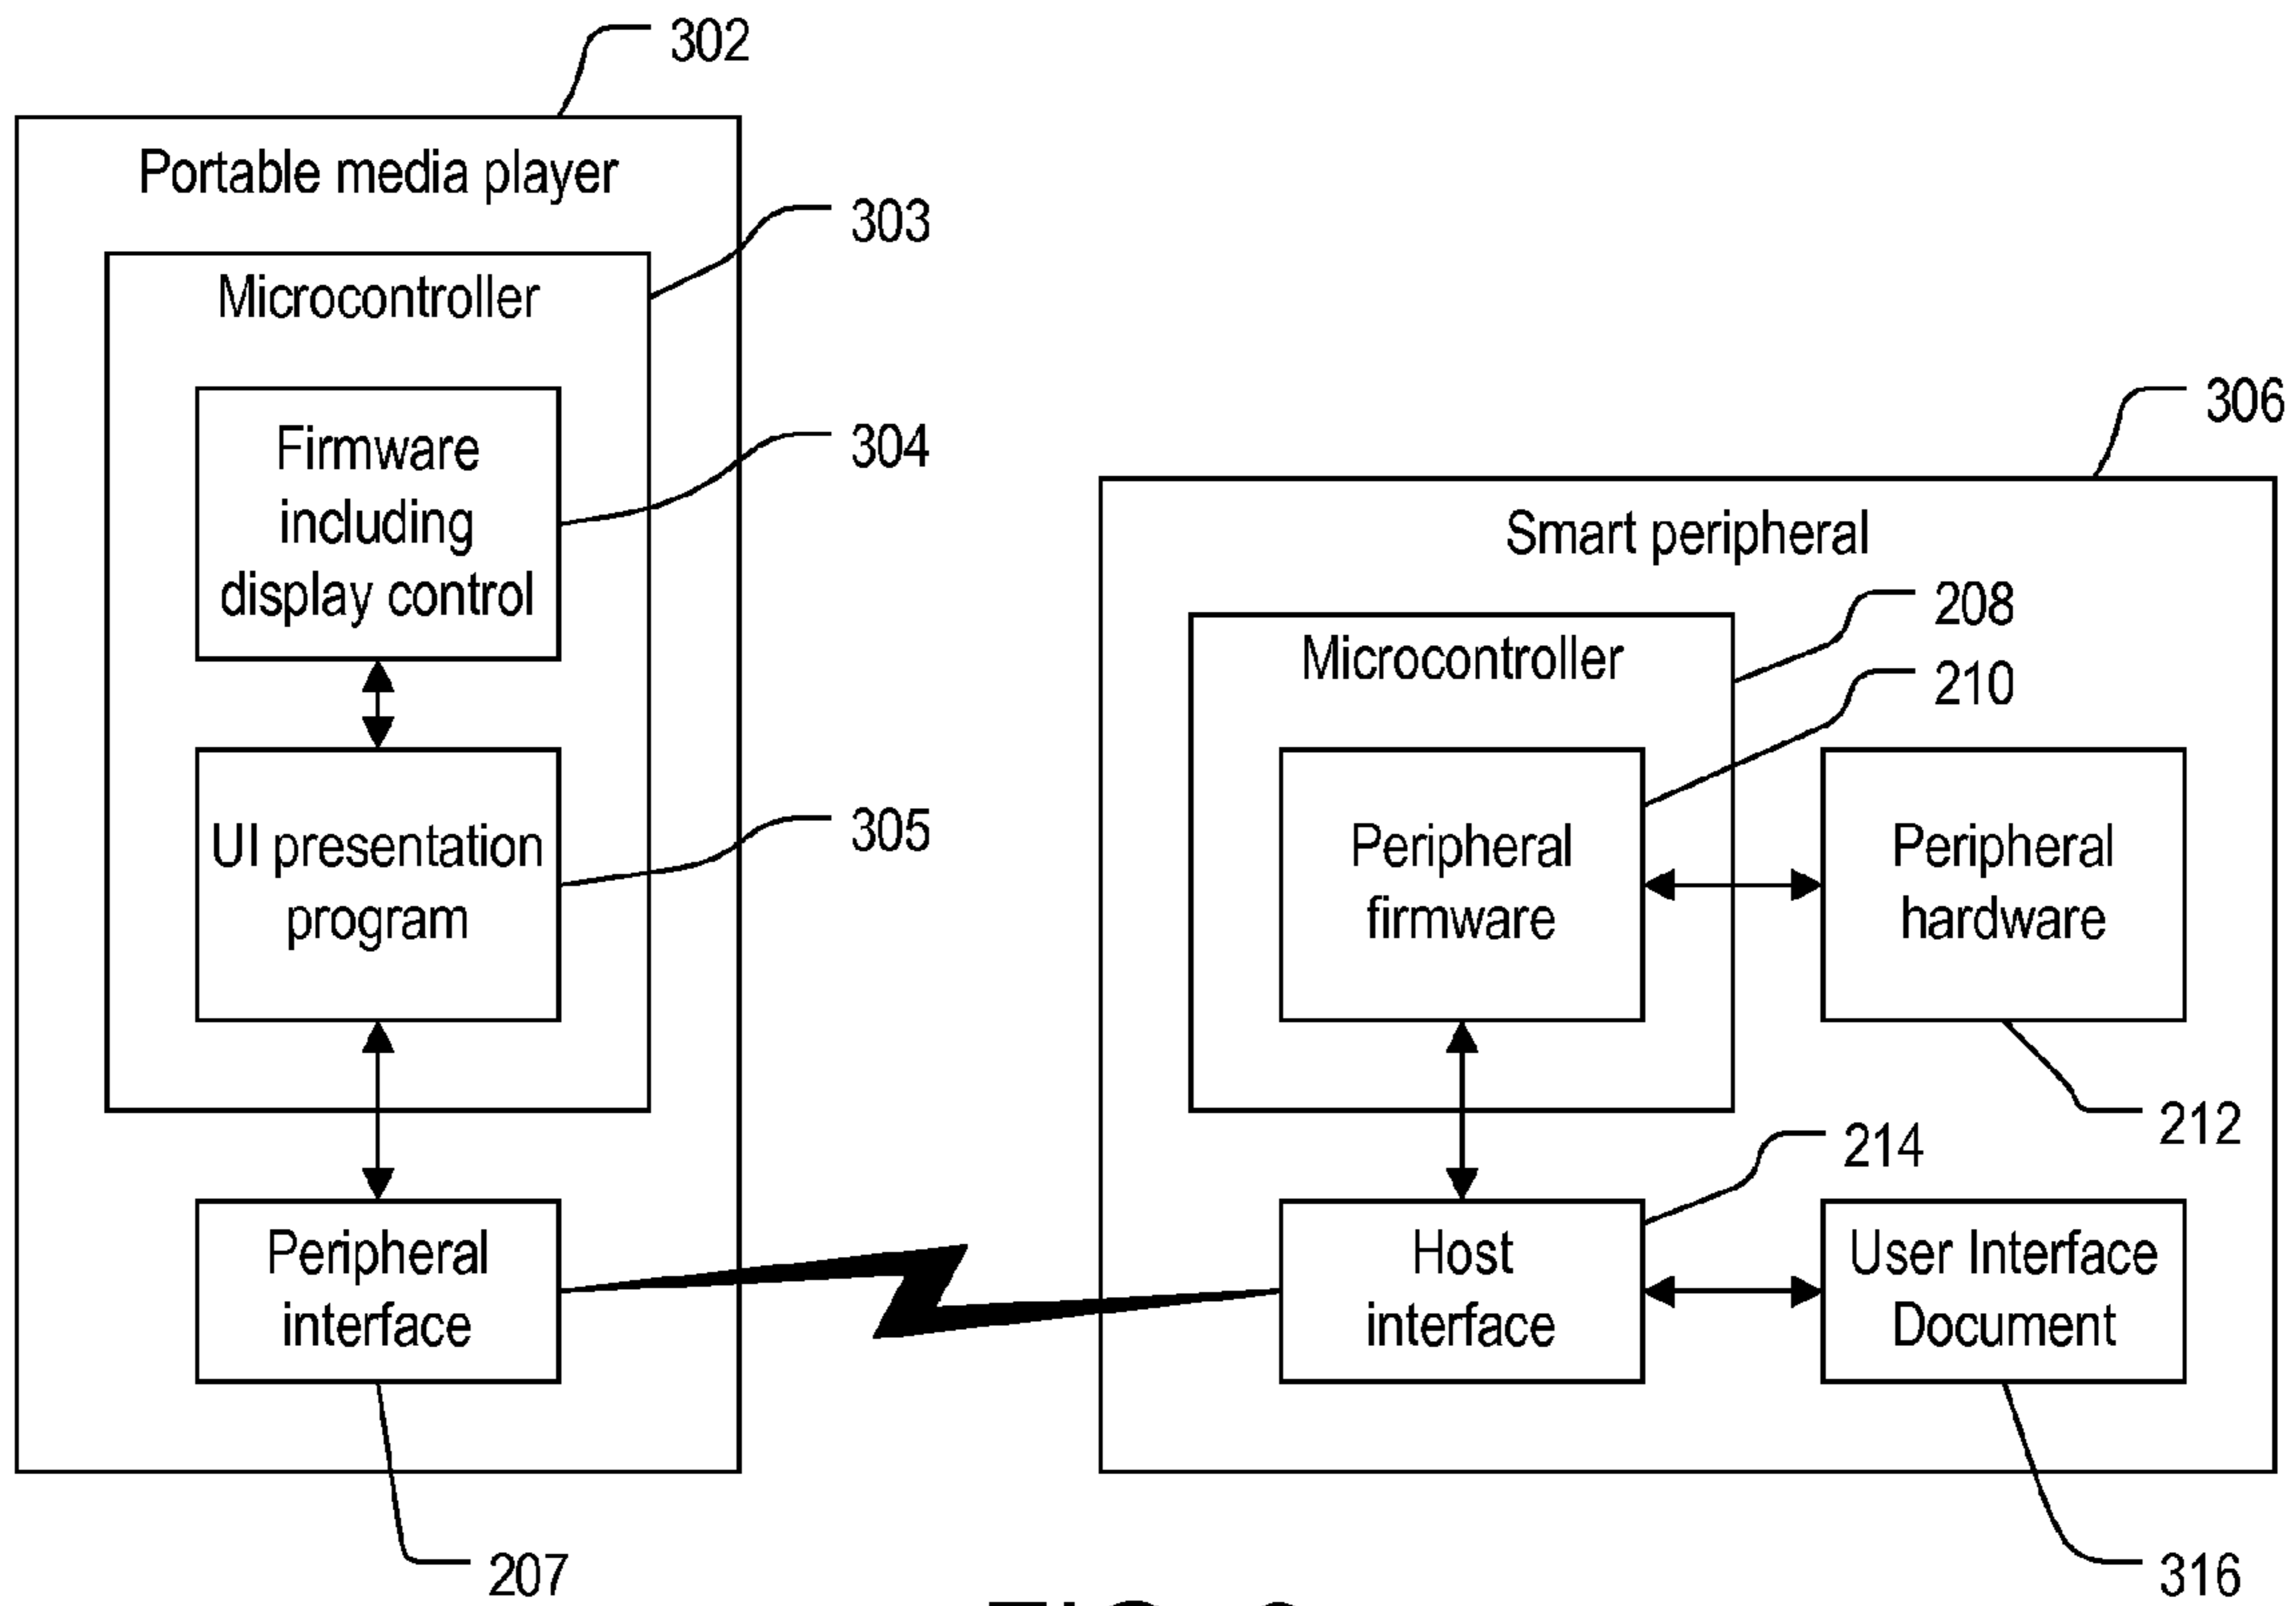 302
Portable media player
303
Microcontroller
304
Firmware
including
display control
305
UI presentation
program
Peripheral
interface
207
306
Smart peripheral
208
Microcontroller
210
Peripheral
firmware
Peripheral
hardware
212
214
Host
interface
User Interface
Document
316